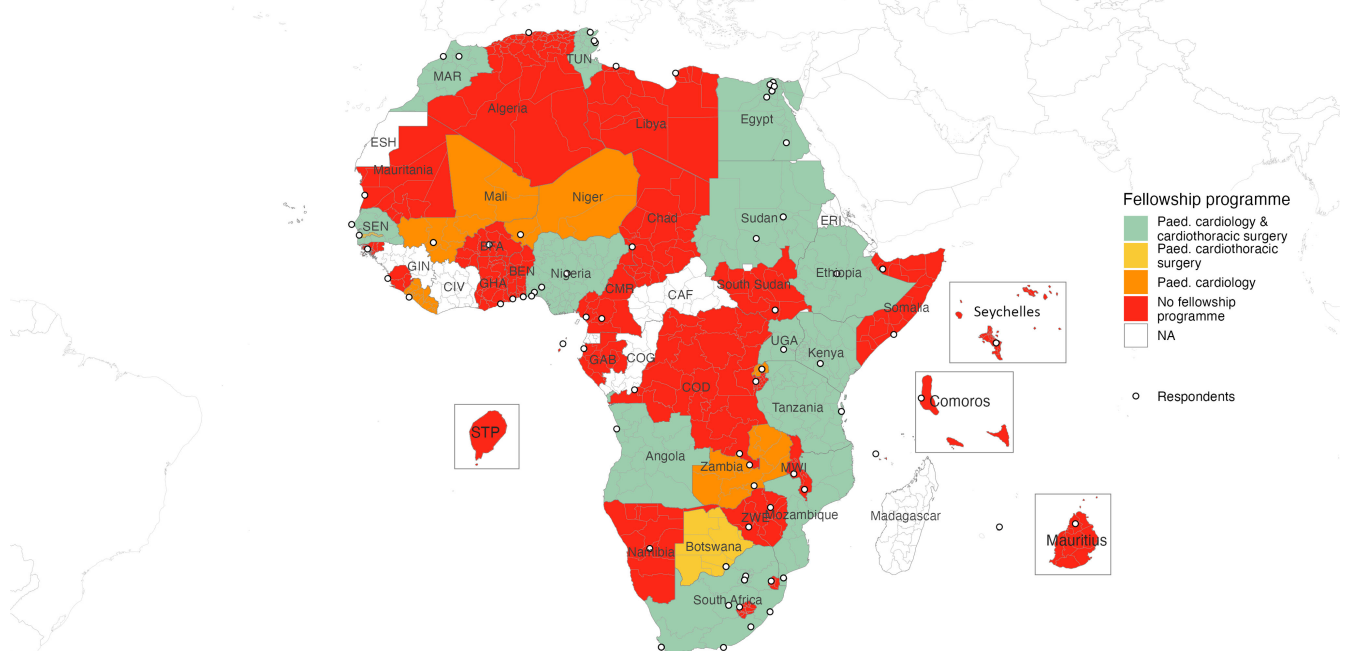 MAR
TUN
Algeria
Libya
Egypt
ESH
Mauritania
Mali
Niger
Chad
Sudan
ERI
SEN
BFA
GIN
CIV
GHA
BEN
Nigeria
CMR
CAF
South Sudan
Ethiopia
Somalia
UGA
Kenya
GAB
COG
COD
Tanzania
Angola
Zambia
MWI
ZWE
Mozambique
Madagascar
Namibia
Botswana
South Africa
STP
Seychelles
Comoros
Mauritius
Fellowship programme
Paed. cardiology &
cardiothoracic surgery
Paed. cardiothoracic
surgery
Paed. cardiology
No fellowship
programme
NA
Respondents